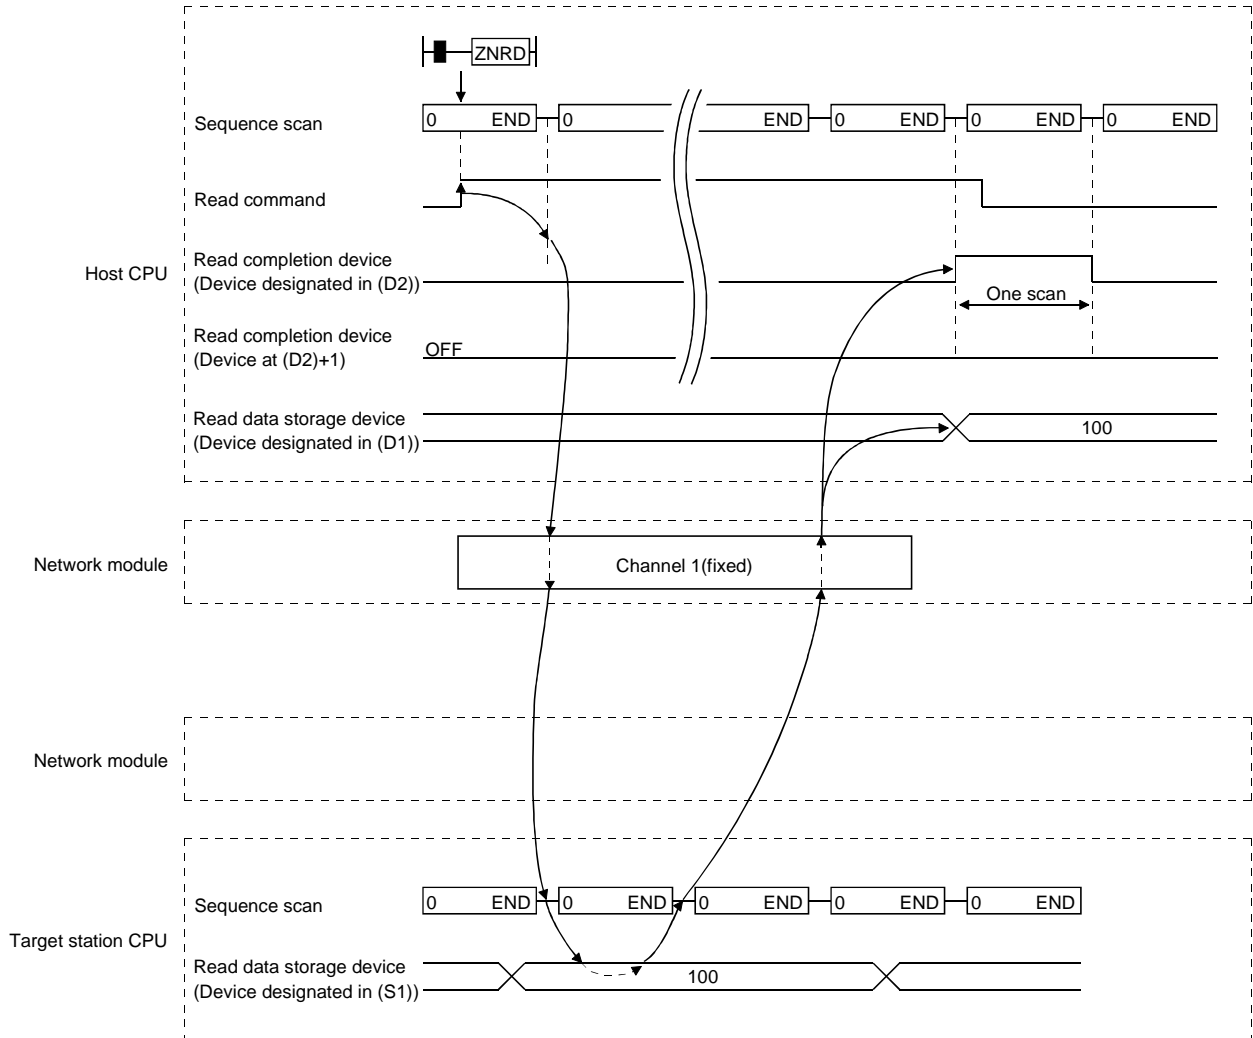 ZNRD
Sequence scan
0 END 0 END 0 END 0 END 0 END
Read command
Host CPU
Read completion device
(Device designated in (D2))
One scan
Read completion device
(Device at (D2)+1)
OFF
Read data storage device
(Device designated in (D1))
100
Network module
Channel 1(fixed)
Network module
Target station CPU
Sequence scan
0 END 0 END 0 END 0 END 0 END
Read data storage device
(Device designated in (S1))
100